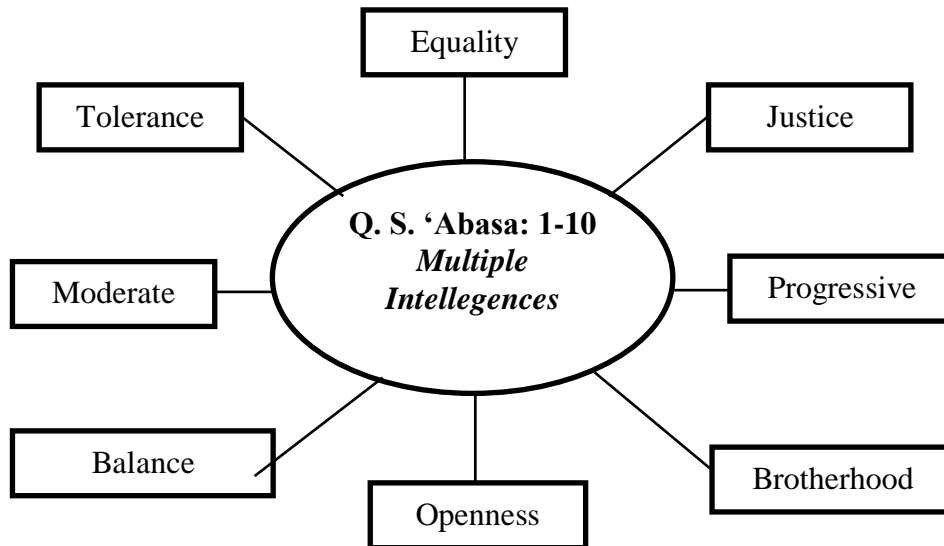 Equality
Tolerance
Justice
Q. S. ‘Abasa: 1-10
Multiple
Intellegences
Moderate
Progressive
Balance
Brotherhood
Openness